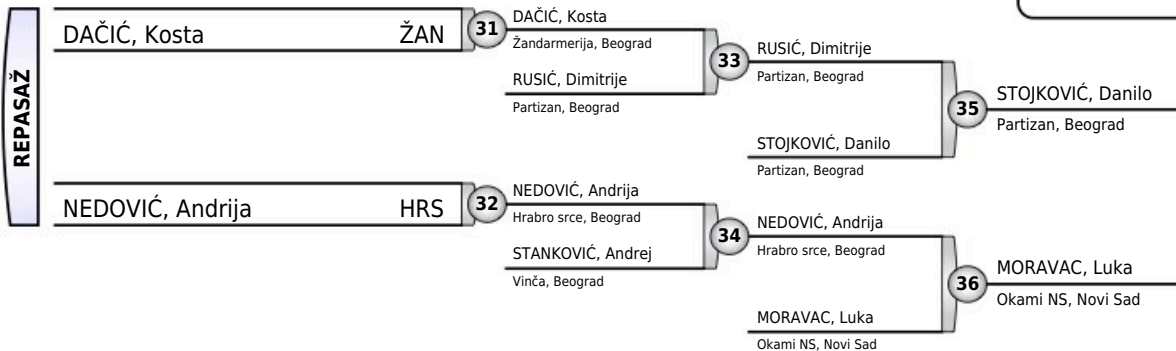 REPASAŽ
DAČIĆ, Kosta ŽAN
31
DAČIĆ, Kosta
Žandarmerija, Beograd
RUSIĆ, Dimitrije
Partizan, Beograd
33
RUSIĆ, Dimitrije
Partizan, Beograd
STOJKOVIĆ, Danilo
Partizan, Beograd
35
STOJKOVIĆ, Danilo
Partizan, Beograd
NEDOVIĆ, Andrija HRS
32
NEDOVIĆ, Andrija
Hrabro srce, Beograd
STANKOVIĆ, Andrej
Vinča, Beograd
34
NEDOVIĆ, Andrija
Hrabro srce, Beograd
MORAVAC, Luka
Okami NS, Novi Sad
36
MORAVAC, Luka
Okami NS, Novi Sad